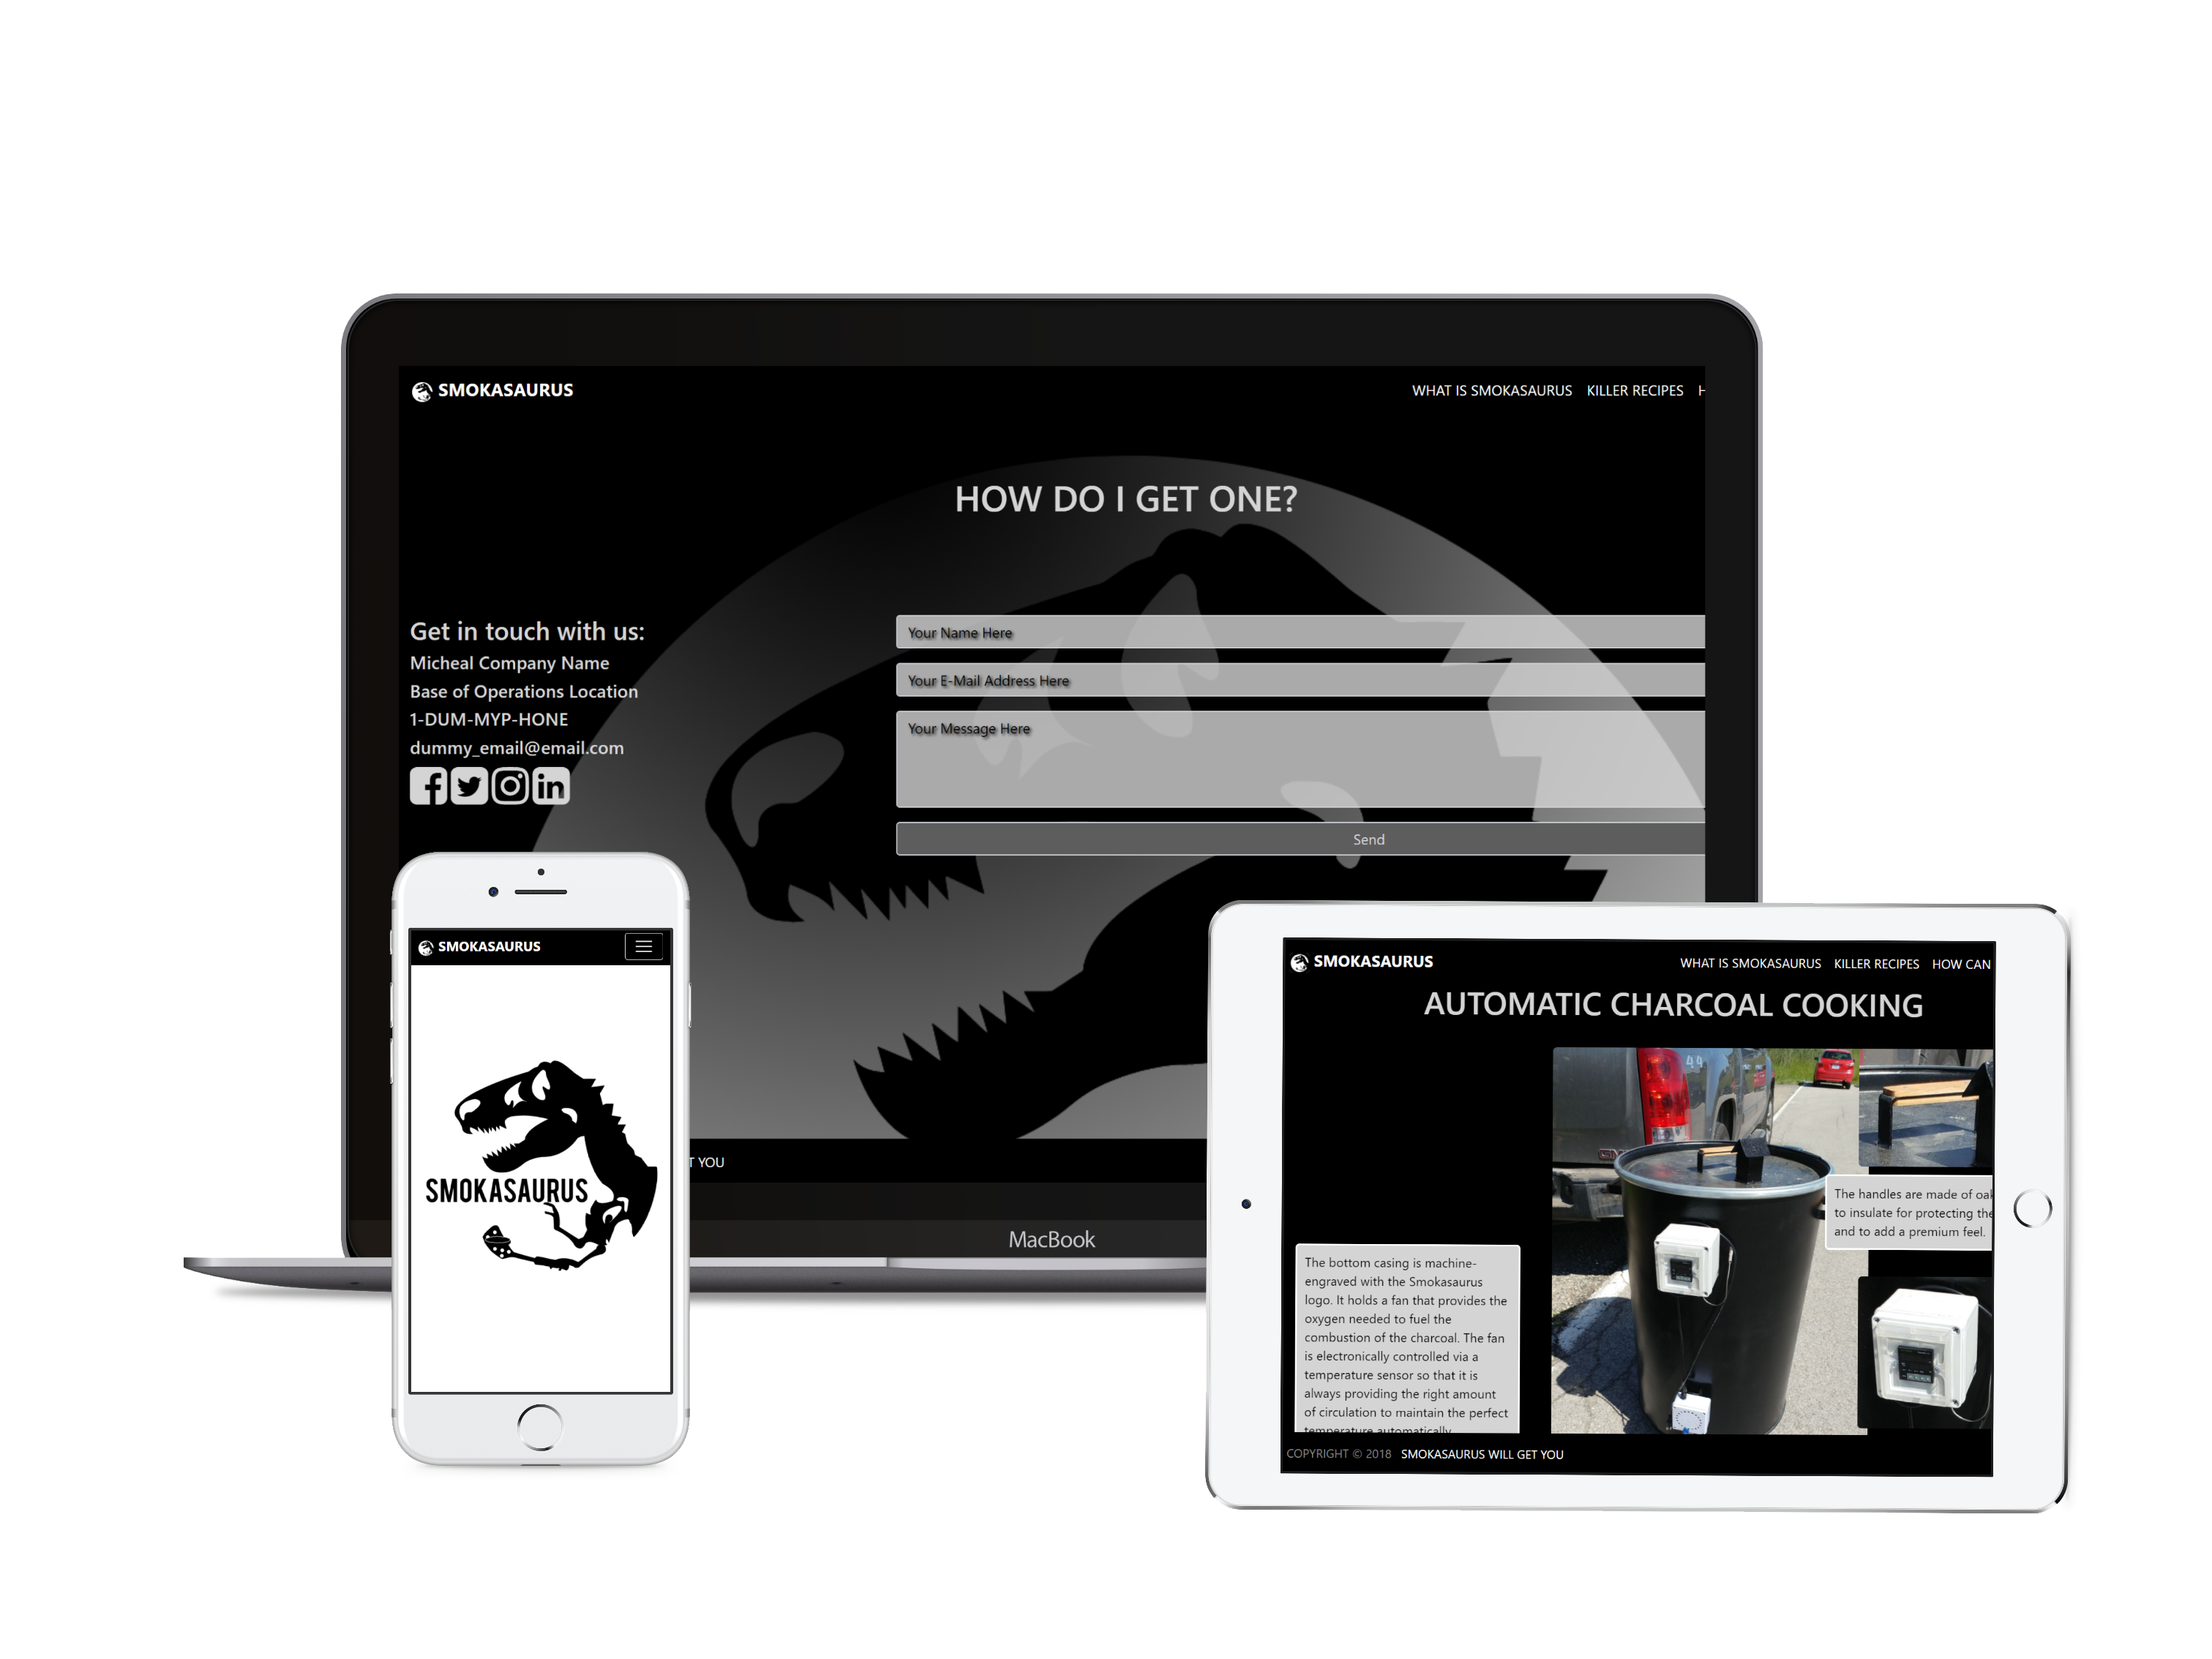 SMOKASAURUS
WHAT IS SMOKASAURUS KILLER RECIPES H
HOW DO I GET ONE?
Get in touch with us:
Micheal Company Name
Base of Operations Location
1-DUM-MYP-HONE
dummy_email@email.com
Your Name Here
Your E-Mail Address Here
Your Message Here
Send
T YOU
MacBook
SMOKASAURUS
SMOKASAURUS
SMOKASAURUS
WHAT IS SMOKASAURUS KILLER RECIPES HOW CAN
AUTOMATIC CHARCOAL COOKING
The handles are made of oak
to insulate for protecting the
and to add a premium feel.
The bottom casing is machine-
engraved with the Smokasaurus
logo. It holds a fan that provides the
oxygen needed to fuel the
combustion of the charcoal. The fan
is electronically controlled via a
temperature sensor so that it is
always providing the right amount
of circulation to maintain the perfect
temperature automatically
COPYRIGHT © 2018 SMOKASAURUS WILL GET YOU